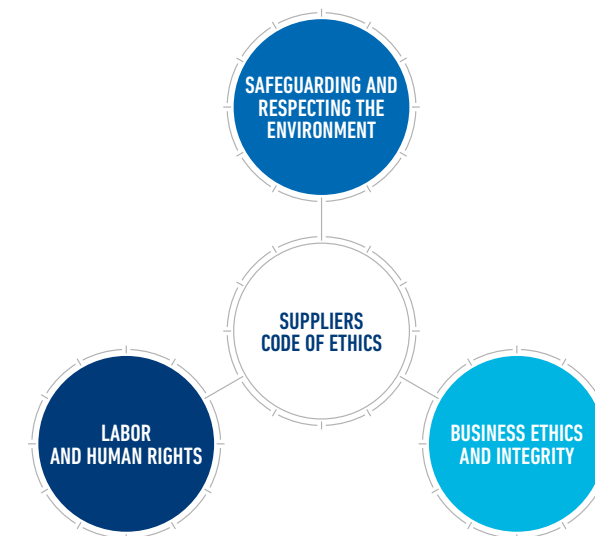 SAFEGUARDING AND
RESPECTING THE
ENVIRONMENT
SUPPLIERS
CODE OF ETHICS
LABOR
AND HUMAN RIGHTS
BUSINESS ETHICS
AND INTEGRITY